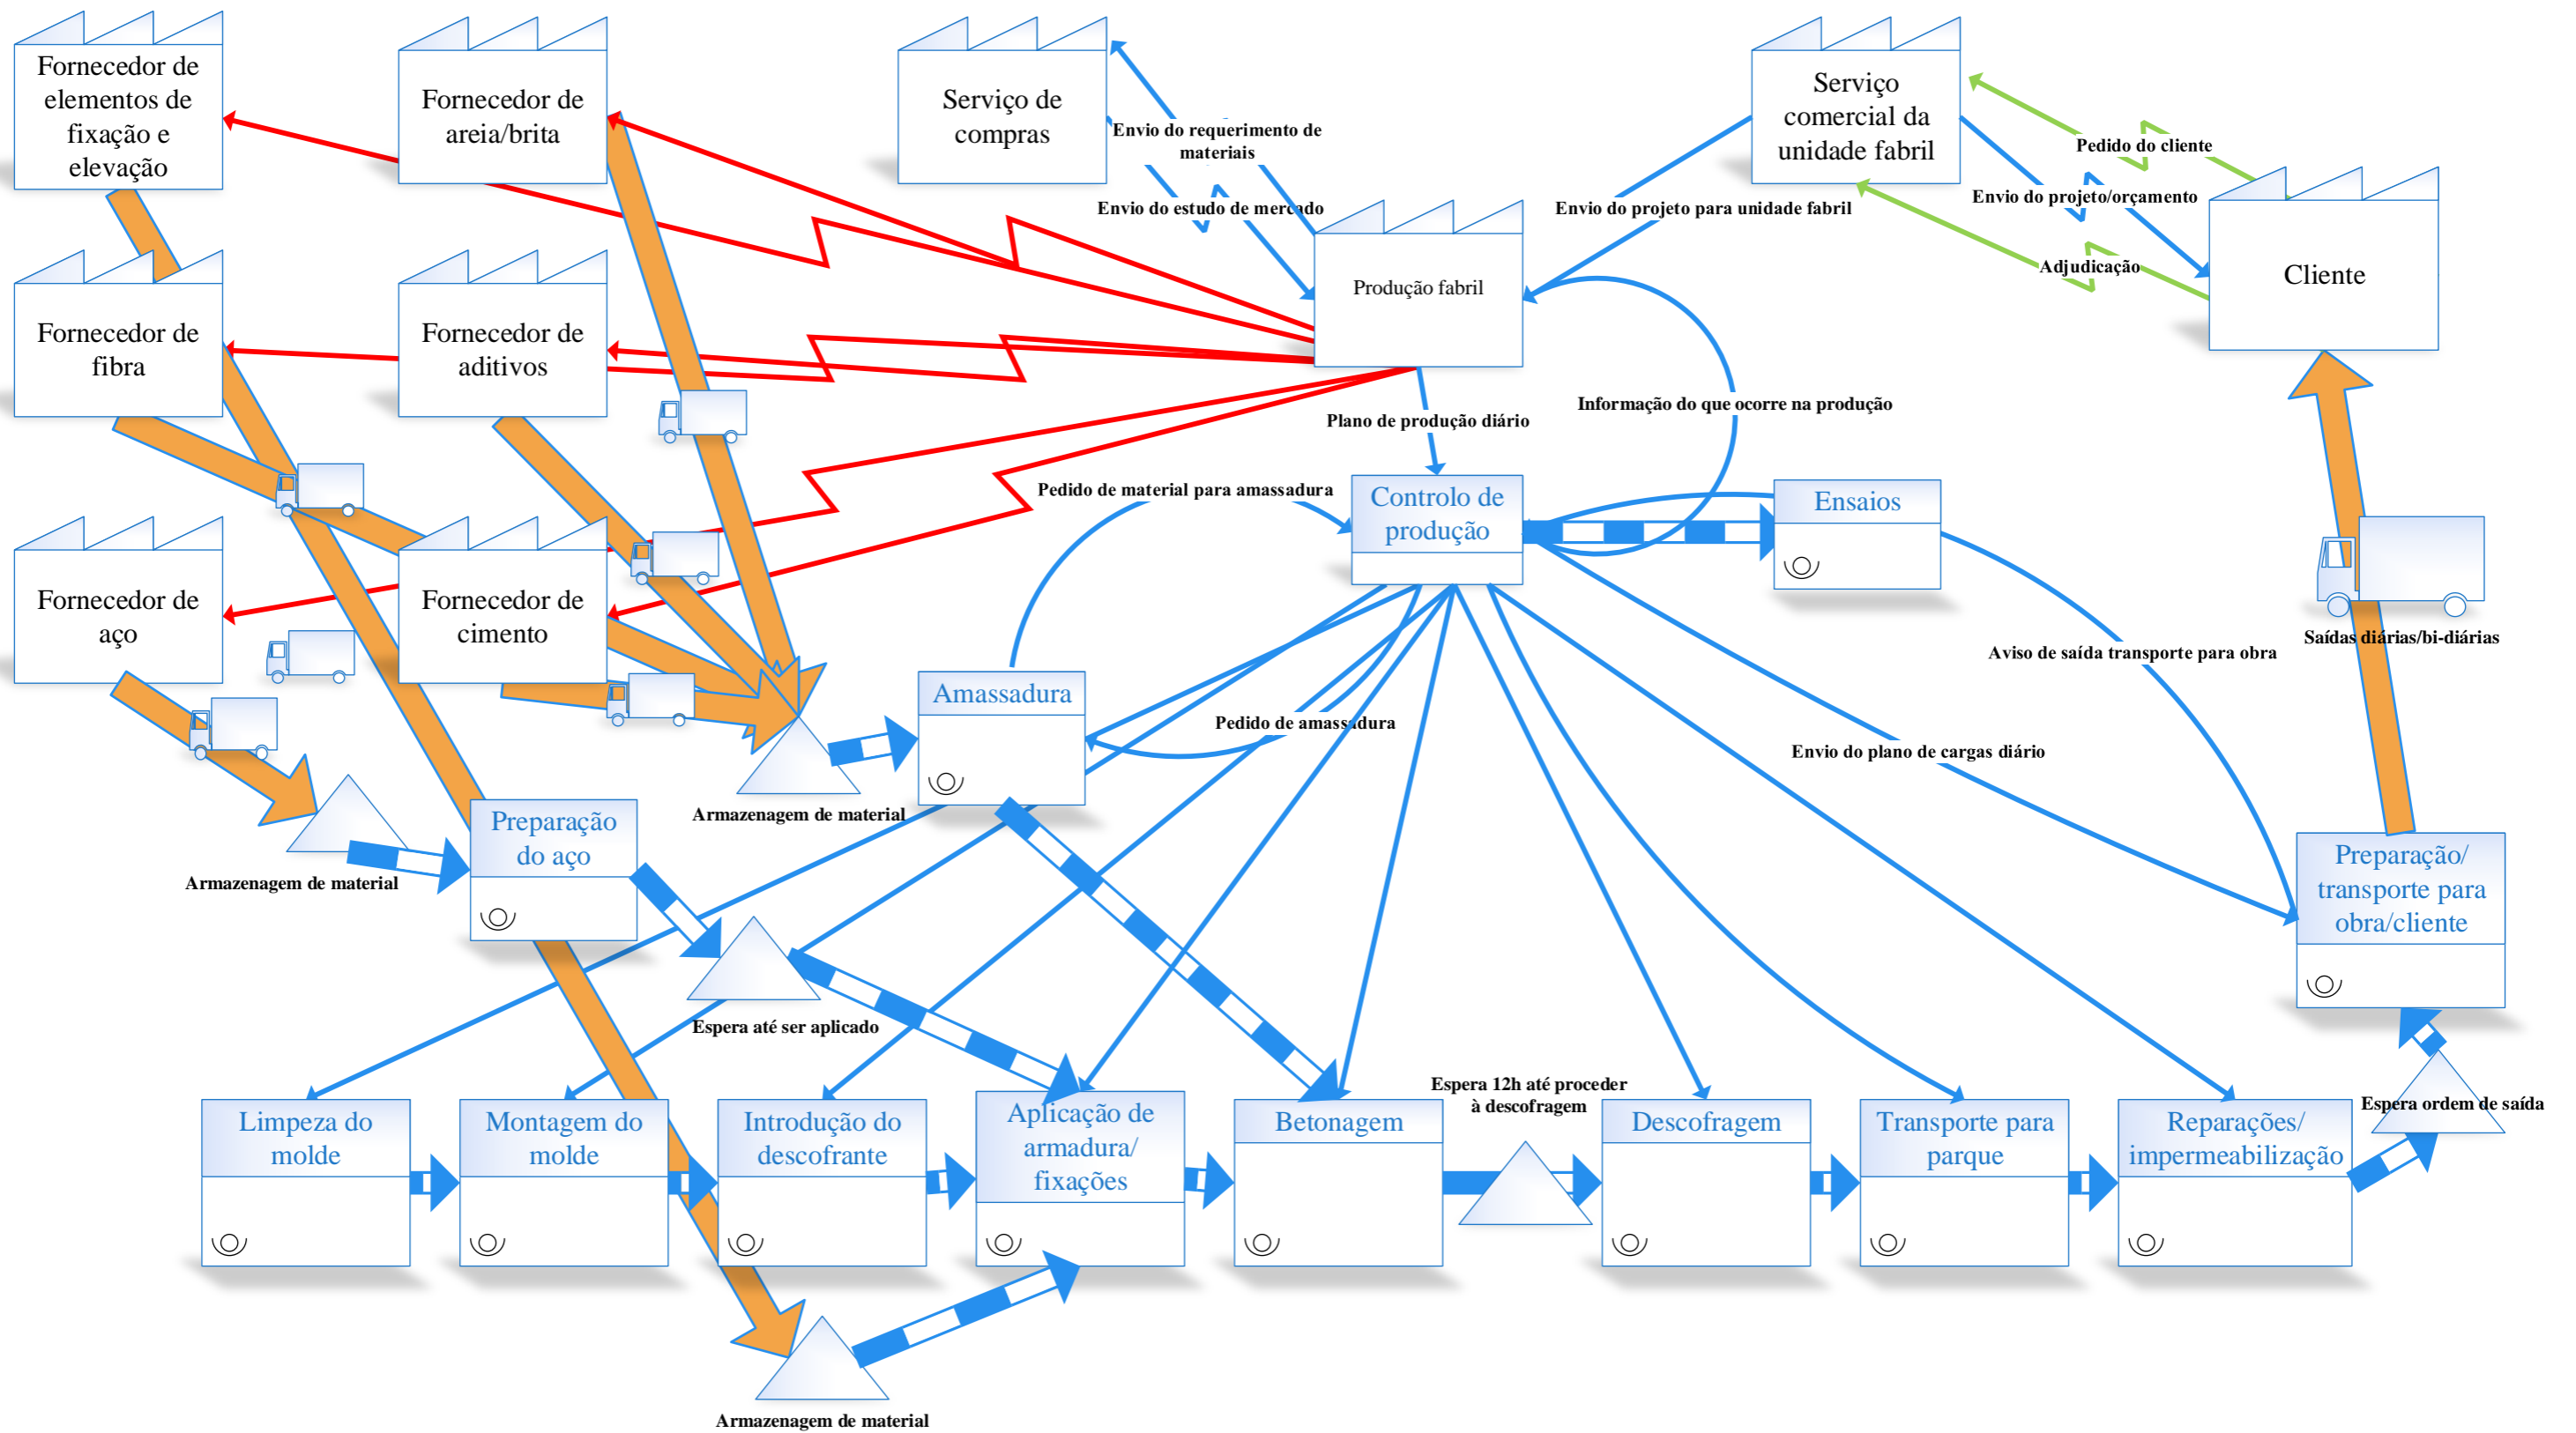 Fornecedor de
elementos de
fixação e
elevação
Fornecedor de
areia/brita
Serviço de
compras
Envio do requerimento de
materiais
Envio do estudo de mercado
Serviço
comercial da
unidade fabril
Pedido do cliente
Envio do projeto/orçamento
Envio do projeto para unidade fabril
Adjudicação
Cliente
Produção fabril
Fornecedor de
fibra
Fornecedor de
aditivos
Plano de produção diário
Informação do que ocorre na produção
Pedido de material para amassadura
Controlo de
produção
Ensaios
Fornecedor de
aço
Fornecedor de
cimento
Saídas diárias/bi-diárias
Aviso de saída transporte para obra
Amassadura
Pedido de amassadura
Envio do plano de cargas diário
Armazenagem de material
Preparação
do aço
Armazenagem de material
Preparação/
transporte para
obra/cliente
Espera até ser aplicado
Espera 12h até proceder
à descofragem
Espera ordem de saída
Limpeza do
molde
Montagem do
molde
Introdução do
descofrante
Aplicação de
armadura/
fixações
Betonagem
Descofragem
Transporte para
parque
Reparações/
impermeabilização
Armazenagem de material